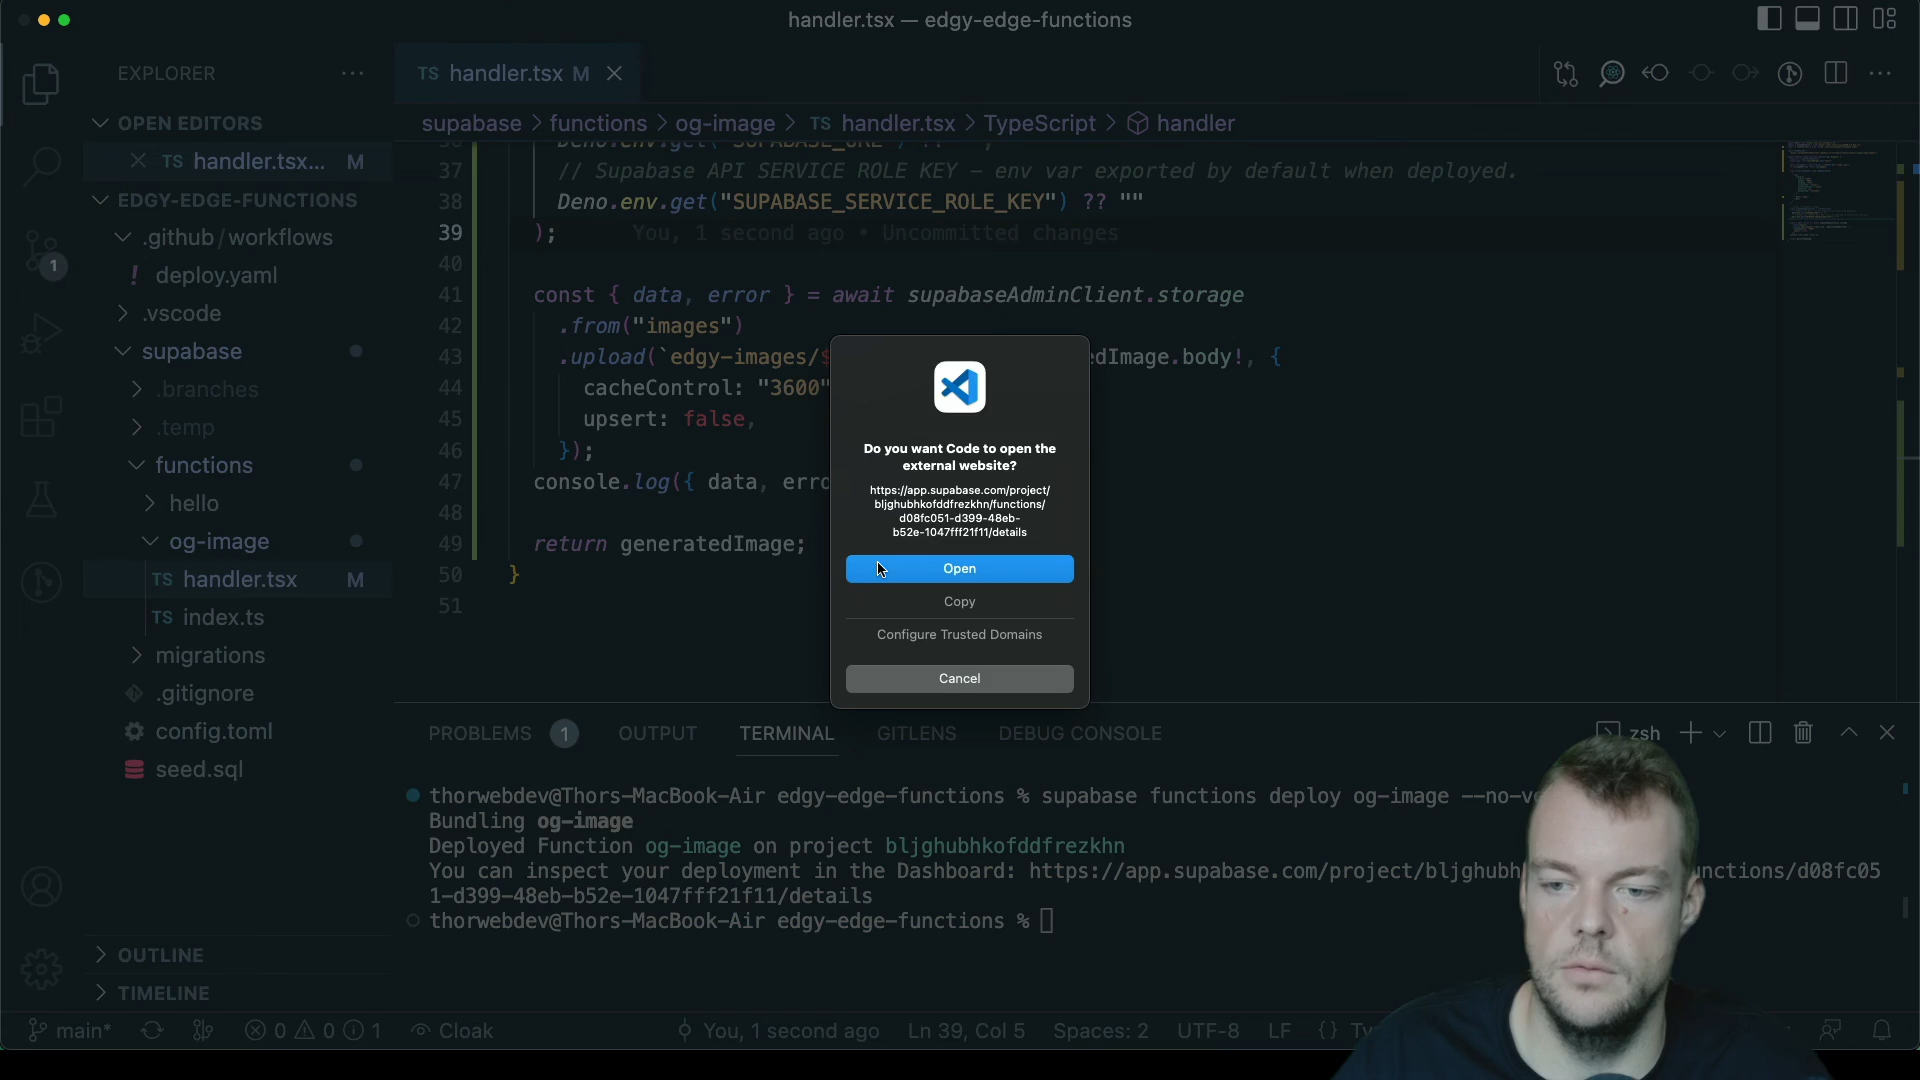 handler.tsx — edgy-edge-functions
EXPLORER
TS handler.tsx M
OPEN EDITORS
supabase > functions > og-image > TS handler.tsx > TypeScript > handler
TS handler.tsx... M
37 // Supabase API SERVICE ROLE KEY – env var exported by default when deployed.
EDGY-EDGE-FUNCTIONS
38 Deno.env.get("SUPABASE_SERVICE_ROLE_KEY") ?? ""
.github/workflows
39 ); You, 1 second ago • Uncommitted changes
! deploy.yaml
40
.vscode
41 const { data, error } = await supabaseAdminClient.storage
supabase
42 .from("images")
.branches
43 .upload(`edgy-images/ dImage.body!, {
44 cacheControl: "3600"
.temp
45 upsert: false,
functions
46 });
hello
47 console.log({ data, erro
48
og-image
49 return generatedImage;
TS handler.tsx M
50 }
TS index.ts
51
migrations
.gitignore
config.toml
seed.sql
OUTLINE
TIMELINE
Do you want Code to open the
external website?
https://app.supabase.com/project/
bljghubhkofddfrezkhn/functions/
d08fc051-d399-48eb-
b52e-1047fff21f11/details
Open
Copy
Configure Trusted Domains
Cancel
PROBLEMS 1 OUTPUT TERMINAL GITLENS DEBUG CONSOLE
zsh
thorwebdev@Thors-MacBook-Air edgy-edge-functions % supabase functions deploy og-image --no-ve
Bundling og-image
Deployed Function og-image on project bljghubhkofddfrezkhn
You can inspect your deployment in the Dashboard: https://app.supabase.com/project/bljghubh unctions/d08fc05
1-d399-48eb-b52e-1047fff21f11/details
thorwebdev@Thors-MacBook-Air edgy-edge-functions %
1
main* 0 0 1 Cloak You, 1 second ago Ln 39, Col 5 Spaces: 2 UTF-8 LF {} Ty